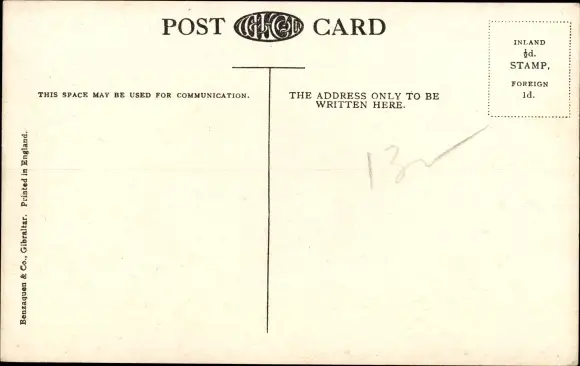 POST CARD
INLAND
½d.
STAMP,
FOREIGN
1d.
THIS SPACE MAY BE USED FOR COMMUNICATION.
THE ADDRESS ONLY TO BE
WRITTEN HERE.
Benzaquen & Co., Gibraltar. Printed in England.